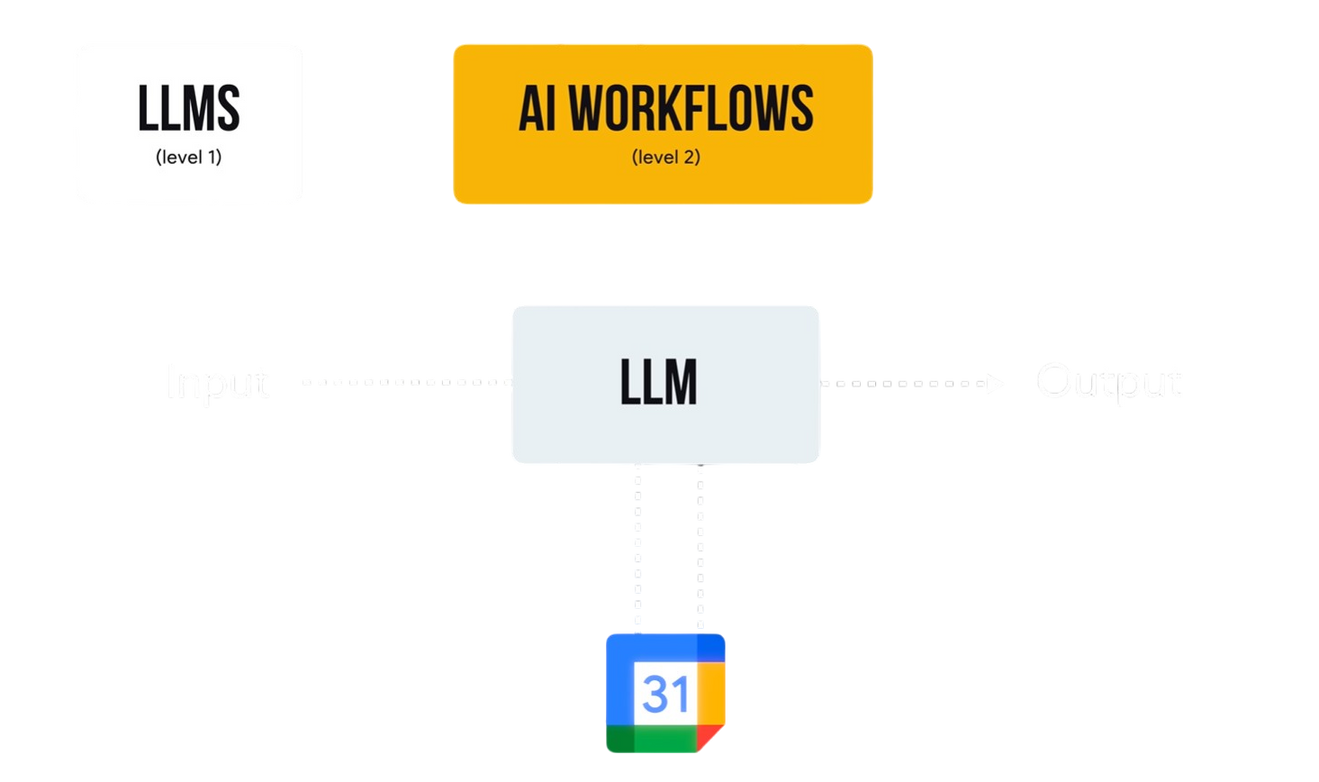 LLMS
(level 1)
AI WORKFLOWS
(level 2)
LLM
Input
Output
31